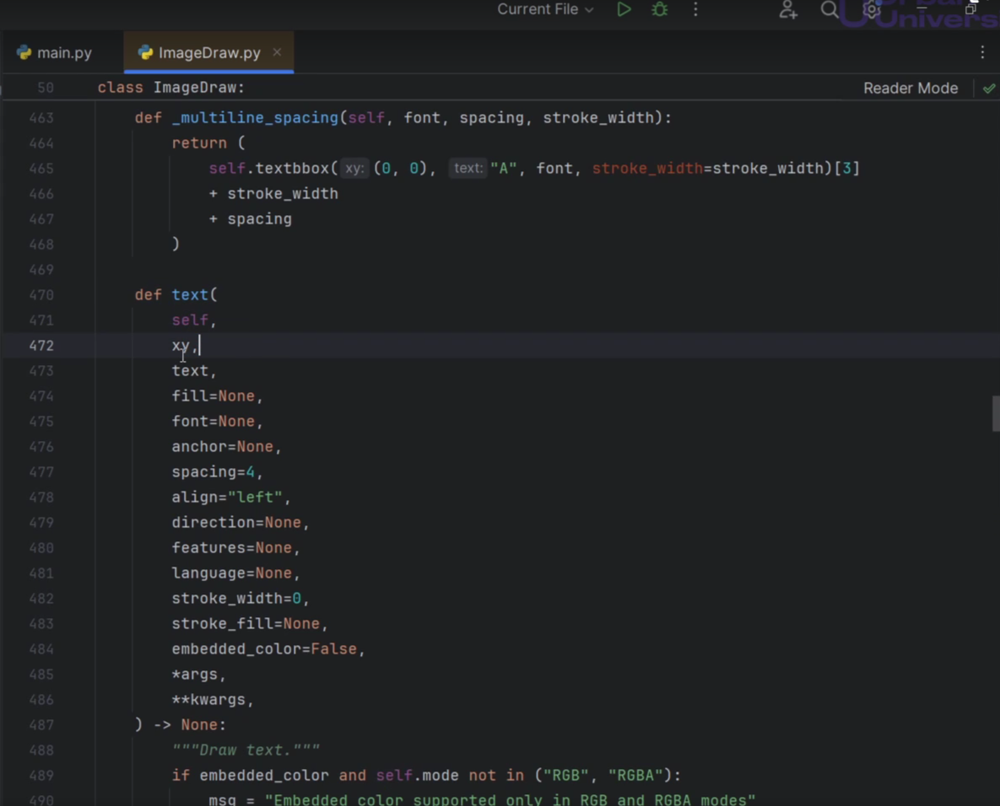 Current File
Univers
main.py
ImageDraw.py
50 class ImageDraw:
Reader Mode
463 def _multiline_spacing(self, font, spacing, stroke_width):
464 return (
465 self.textbbox( xy: (0, 0), text: "A", font, stroke_width=stroke_width)[3]
466 + stroke_width
467 + spacing
468 )
469
470 def text(
471 self,
472 xy,
473 text,
474 fill=None,
475 font=None,
476 anchor=None,
477 spacing=4,
478 align="left",
479 direction=None,
480 features=None,
481 language=None,
482 stroke_width=0,
483 stroke_fill=None,
484 embedded_color=False,
485 *args,
486 **kwargs,
487 ) -> None:
488 """Draw text."""
489 if embedded_color and self.mode not in ("RGB", "RGBA"):
490 msg = "Embedded color supported only in RGB and RGBA modes"